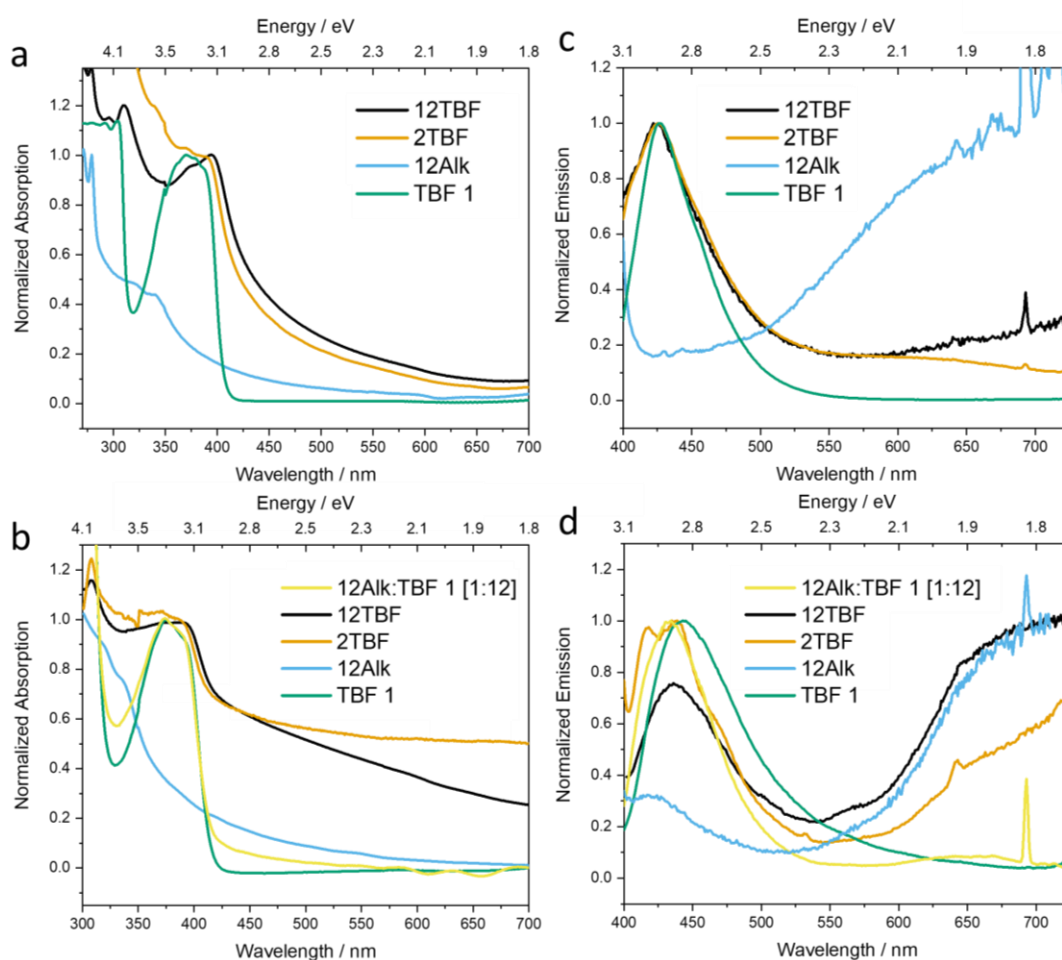 a
Energy / eV
4.1 3.5 3.1 2.8 2.5 2.3 2.1 1.9 1.8
Normalized Absorption
1.2
1.0
0.8
0.6
0.4
0.2
0.0
12TBF
2TBF
12Alk
TBF 1
300 350 400 450 500 550 600 650 700
Wavelength / nm
c
Energy / eV
3.1 2.8 2.5 2.3 2.1 1.9 1.8
Normalized Emission
1.2
1.0
0.8
0.6
0.4
0.2
0.0
12TBF
2TBF
12Alk
TBF 1
400 450 500 550 600 650 700
Wavelength / nm
b
Energy / eV
4.1 3.5 3.1 2.8 2.5 2.3 2.1 1.9 1.8
Normalized Absorption
1.2
1.0
0.8
0.6
0.4
0.2
0.0
12Alk:TBF 1 [1:12]
12TBF
2TBF
12Alk
TBF 1
300 350 400 450 500 550 600 650 700
Wavelength / nm
d
Energy / eV
3.1 2.8 2.5 2.3 2.1 1.9 1.8
Normalized Emission
1.2
1.0
0.8
0.6
0.4
0.2
0.0
12Alk:TBF 1 [1:12]
12TBF
2TBF
12Alk
TBF 1
400 450 500 550 600 650 700
Wavelength / nm